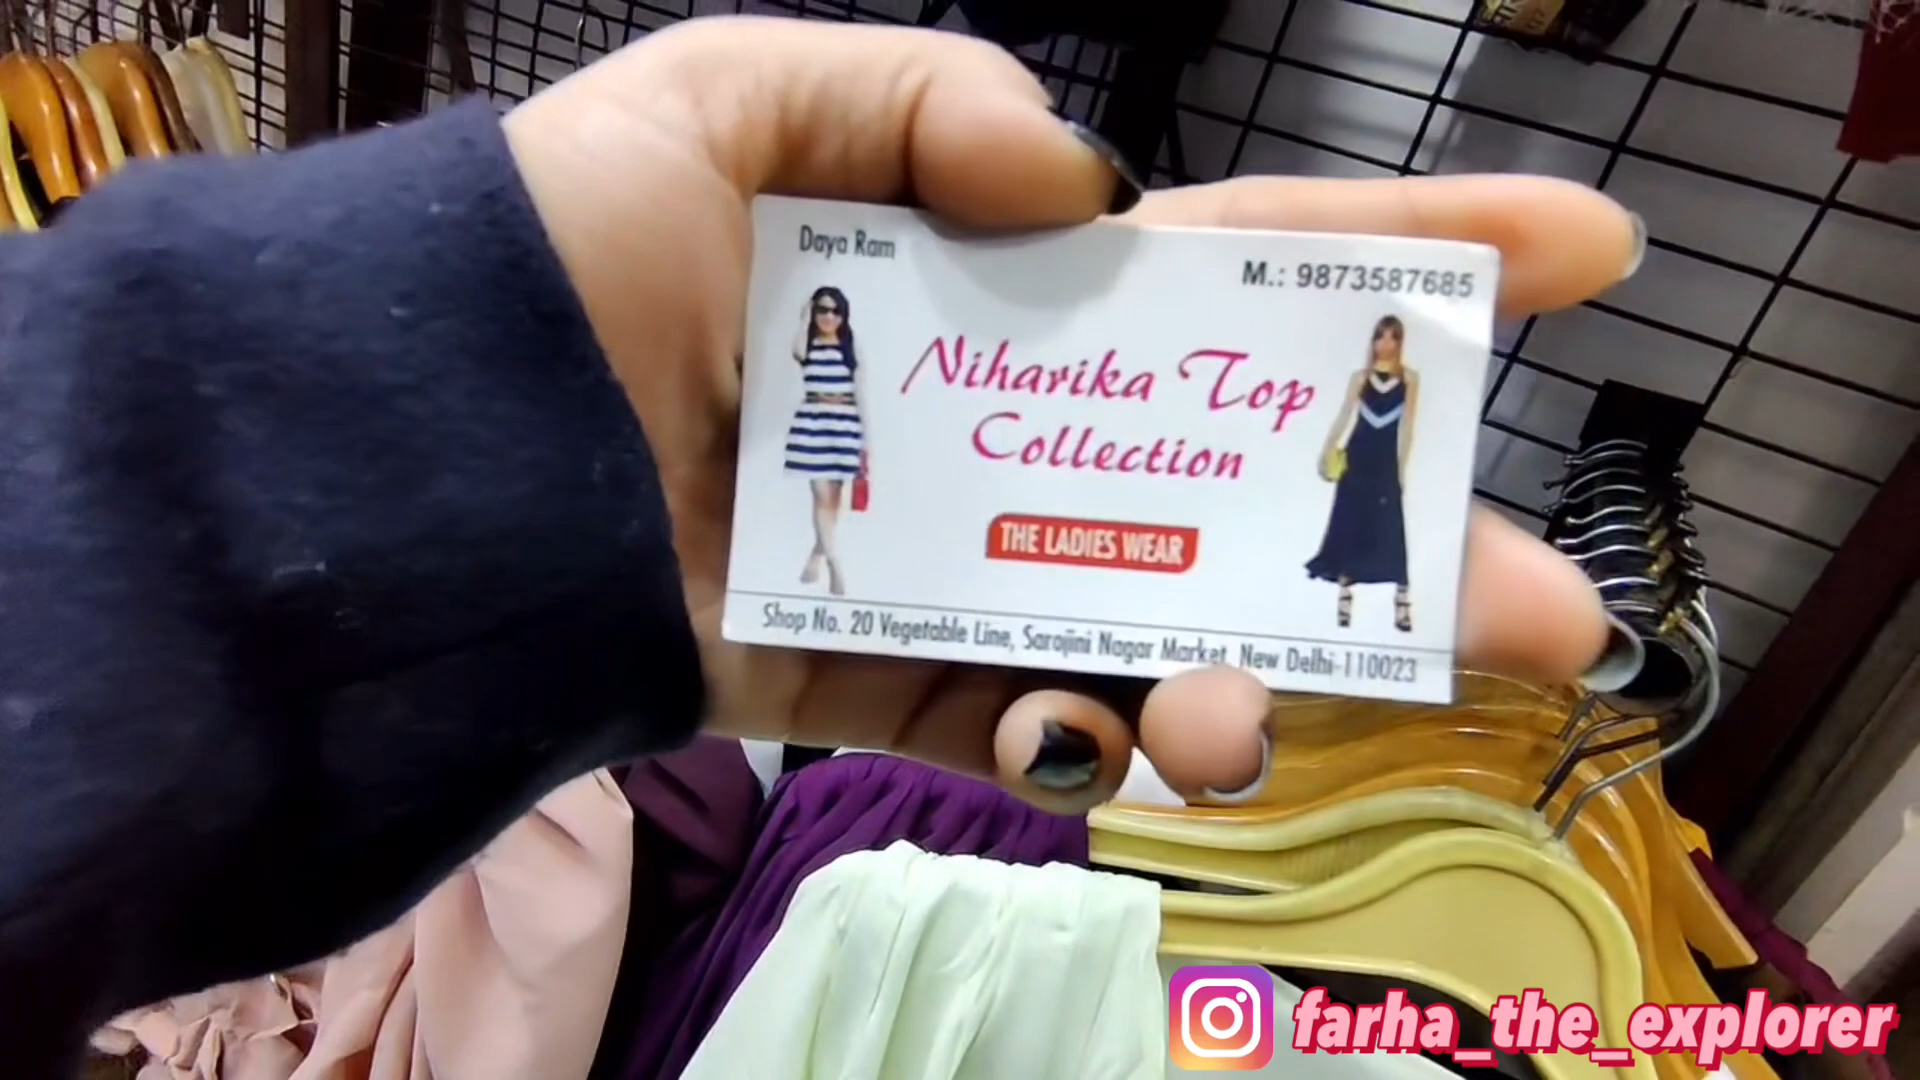 Daya Ram
M.: 9873587685
Niharika Top
Collection
THE LADIES WEAR
Shop No. 20 Vegetable Line, Sarojini Nagar Market, New Delhi-110023
farha_the_explorer